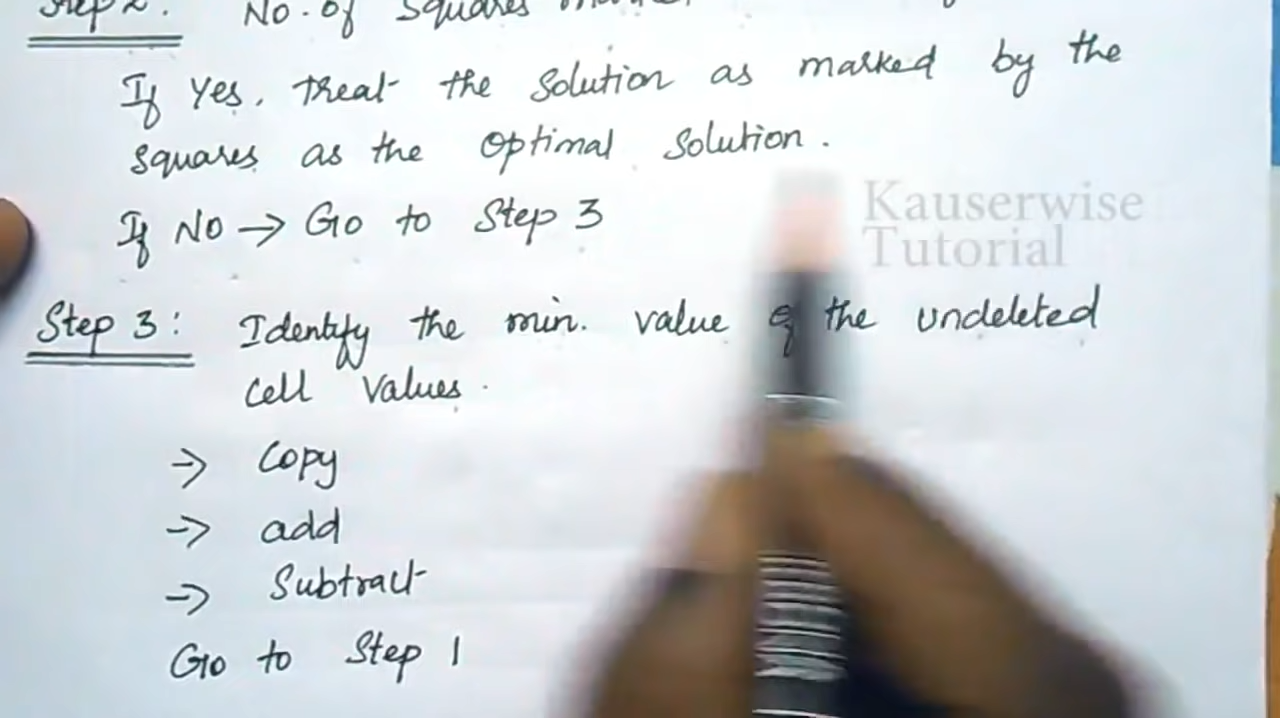 Step 2: No. of Squares
If Yes, treat the solution as marked by the
squares as the optimal solution.
If No → Go to Step 3
Kauserwise
Tutorial
Step 3: Identify the min. value of the undeleted
cell values.
→ Copy
→ add
→ Subtract
Go to Step 1